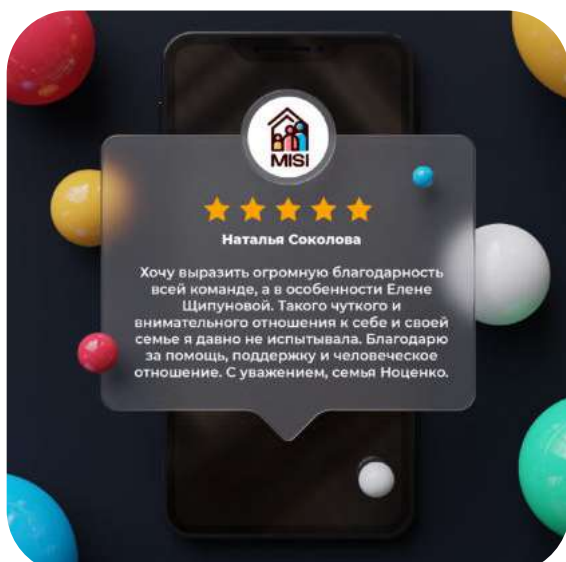 MISI
Наталья Соколова
Хочу выразить огромную благодарность
всей команде, а в особенности Елене
Щипуновой. Такого чуткого и
внимательного отношения к себе и своей
семье я давно не испытывала. Благодарю
за помощь, поддержку и человеческое
отношение. С уважением, семья Ноценко.